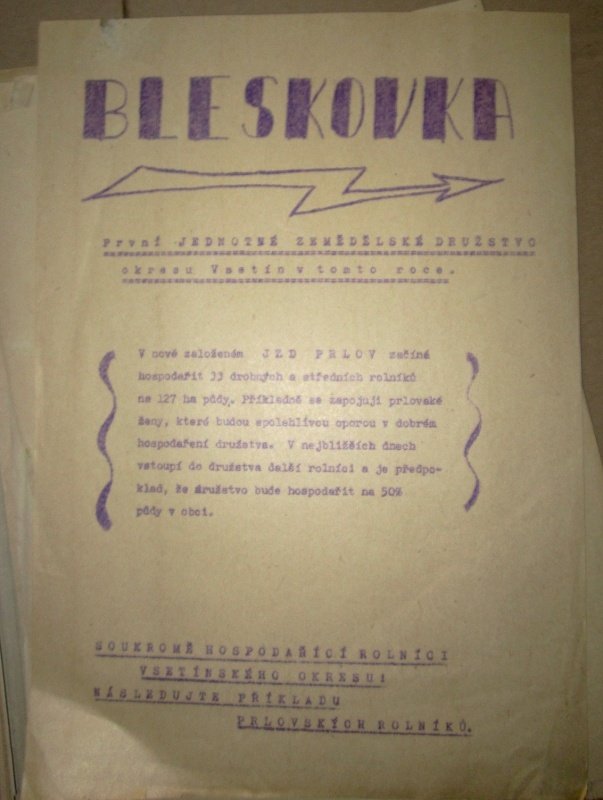 BLESKOVKA
První JEDNOTNÉ ZEMĚDĚLSKÉ DRUŽSTVO
okresu Vsetín v tomto roce.
V nově založeném JZD PRLOV začíná
hospodařit 33 drobných a středních rolníků
na 127 ha půdy. Příkladně se zapojují prlovské
ženy, které budou spolehlivou oporou v dobrém
hospodaření družstva. V nejbližších dnech
vstoupí do družstva další rolníci a je předpo-
klad, že družstvo bude hospodařit na 50%
půdy v obci.
SOUKROMĚ HOSPODAŘÍCÍ ROLNÍCI
VSETÍNSKÉHO OKRESU!
NÁSLEDUJTE PŘÍKLADU
PRLOVSKÝCH ROLNÍKŮ.